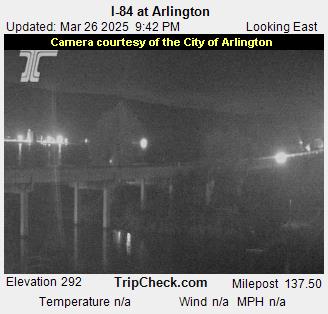 I-84 at Arlington
Updated: Mar 26 2025 9:42 PM Looking East
Camera courtesy of the City of Arlington
Elevation 292 TripCheck.com Milepost 137.50
Temperature n/a Wind n/a MPH n/a